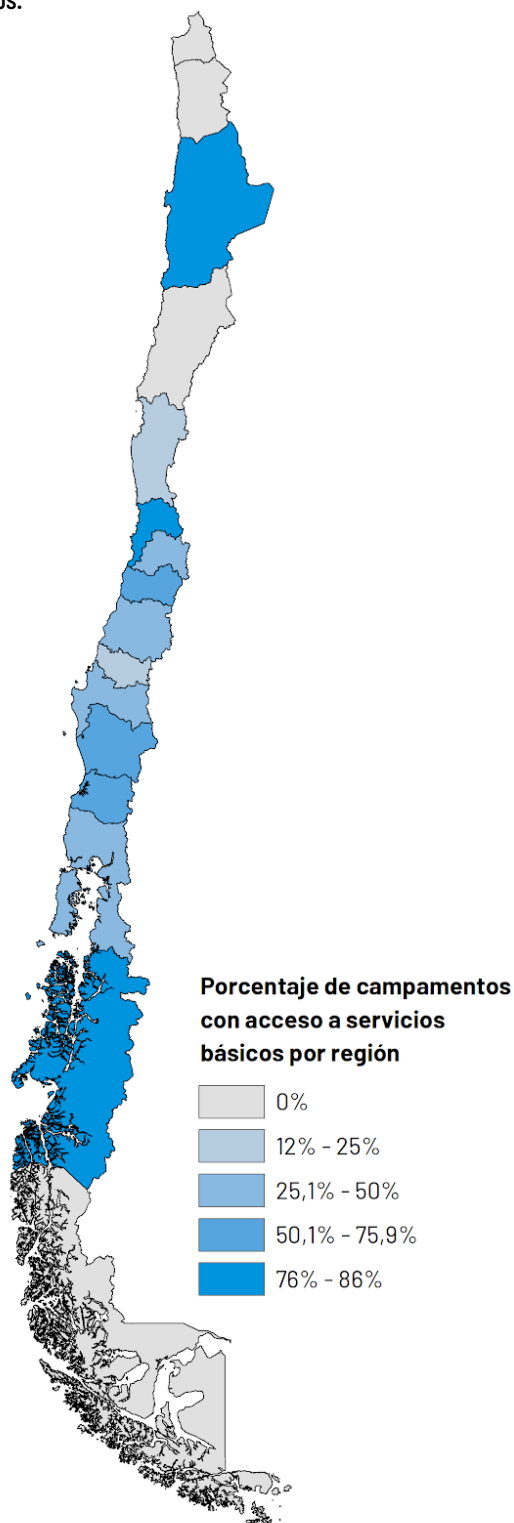 Porcentaje de campamentos
con acceso a servicios
básicos por región
0%
12% - 25%
25,1% - 50%
50,1% - 75,9%
76% - 86%